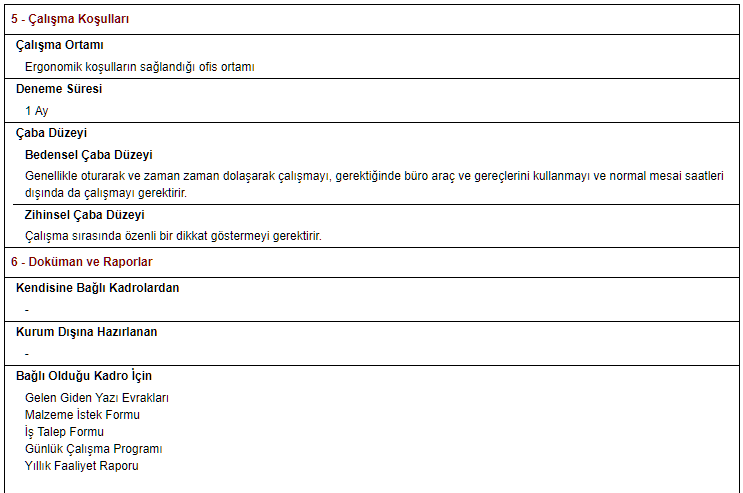 5 - Çalışma Koşulları
Çalışma Ortamı
Ergonomik koşulların sağlandığı ofis ortamı
Deneme Süresi
1 Ay
Çaba Düzeyi
Bedensel Çaba Düzeyi
Genellikle oturarak ve zaman zaman dolaşarak çalışmayı, gerektiğinde büro araç ve gereçlerini kullanmayı ve normal mesai saatleri
dışında da çalışmayı gerektirir.
Zihinsel Çaba Düzeyi
Çalışma sırasında özenli bir dikkat göstermeyi gerektirir.
6 - Doküman ve Raporlar
Kendisine Bağlı Kadrolardan
-
Kurum Dışına Hazırlanan
-
Bağlı Olduğu Kadro İçin
Gelen Giden Yazı Evrakları
Malzeme İstek Formu
İş Talep Formu
Günlük Çalışma Programı
Yıllık Faaliyet Raporu